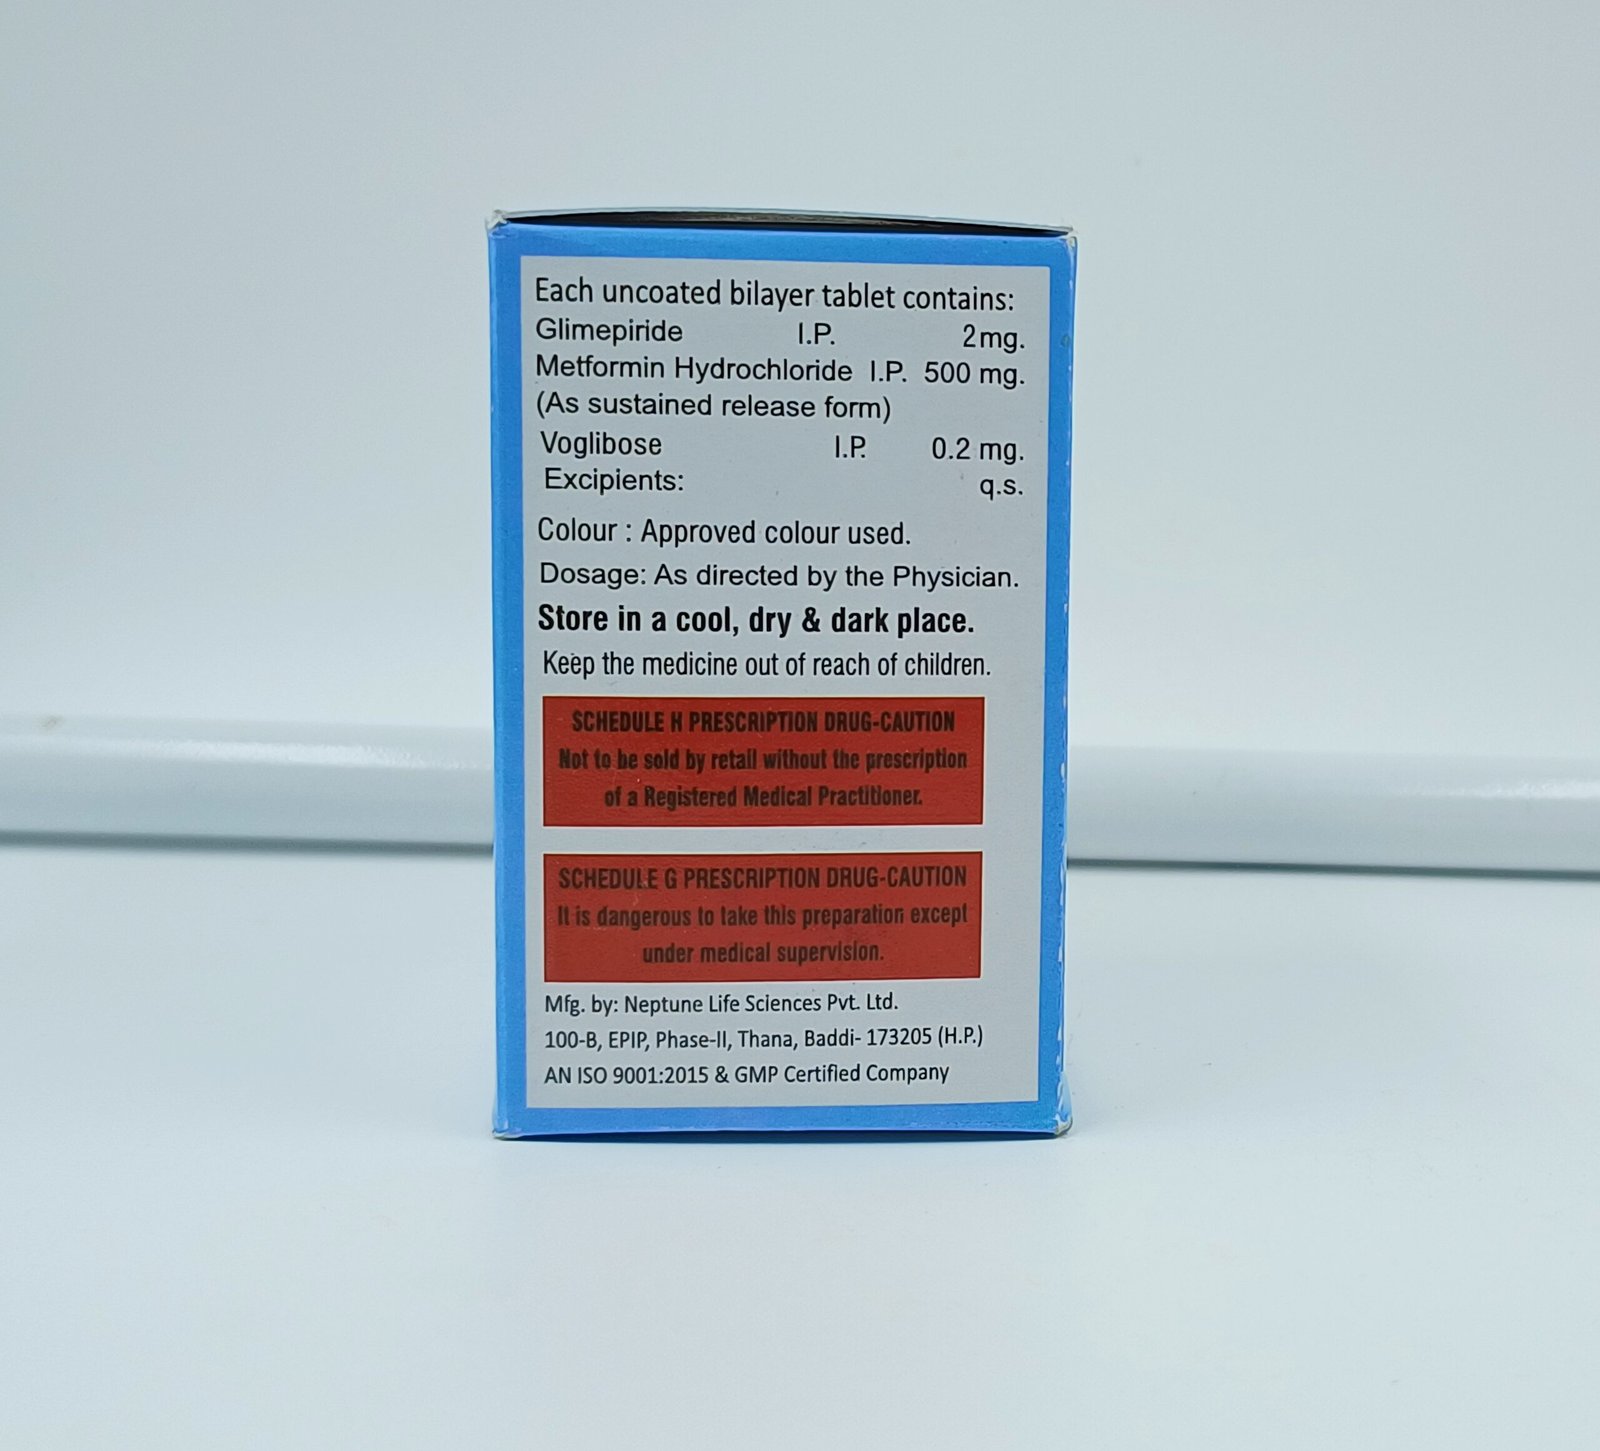 Each uncoated bilayer tablet contains:
Glimepiride I.P. 2mg.
Metformin Hydrochloride I.P. 500 mg.
(As sustained release form)
Voglibose I.P. 0.2 mg.
Excipients: q.s.
Colour : Approved colour used.
Dosage: As directed by the Physician.
Store in a cool, dry & dark place.
Keep the medicine out of reach of children.
SCHEDULE H PRESCRIPTION DRUG-CAUTION
Not to be sold by retail without the prescription
of a Registered Medical Practitioner.
SCHEDULE G PRESCRIPTION DRUG-CAUTION
It is dangerous to take this preparation except
under medical supervision.
Mfg. by: Neptune Life Sciences Pvt. Ltd.
100-B, EPIP, Phase-II, Thana, Baddi- 173205 (H.P.)
AN ISO 9001:2015 & GMP Certified Company